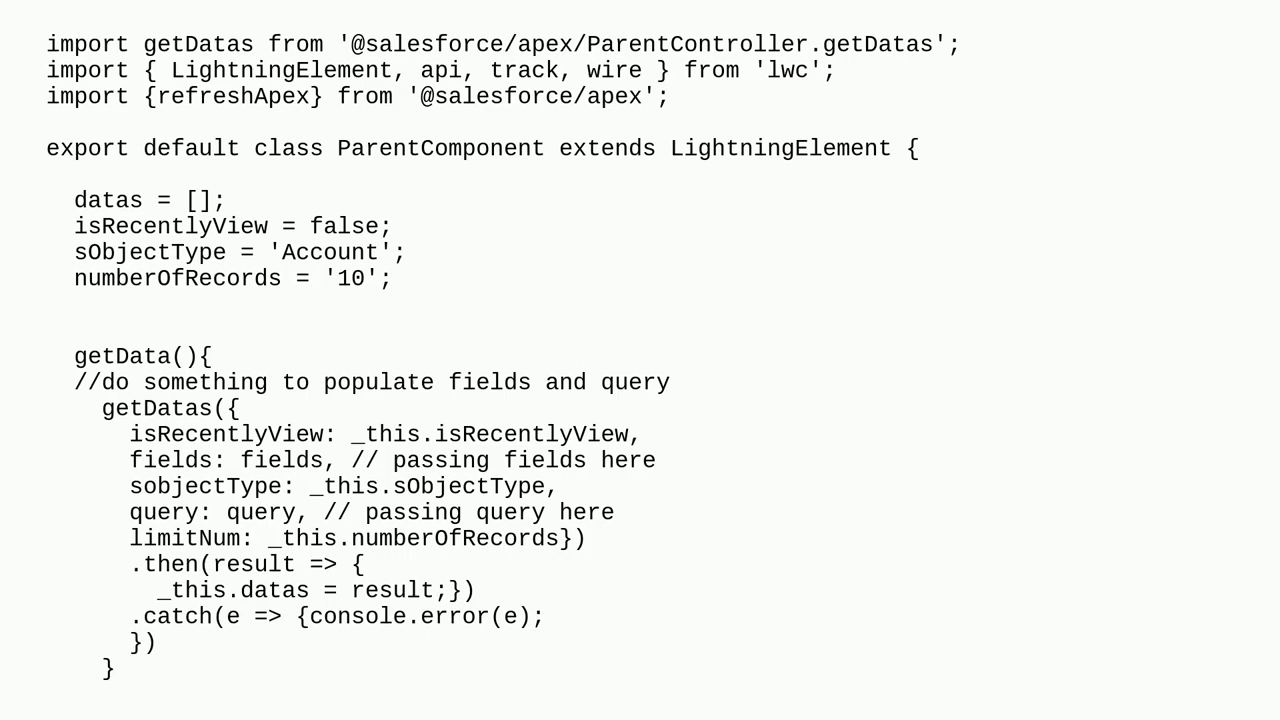 import getDatas from '@salesforce/apex/ParentController.getDatas';
import { LightningElement, api, track, wire } from 'lwc';
import {refreshApex} from '@salesforce/apex';
export default class ParentComponent extends LightningElement {
datas = [];
isRecentlyView = false;
sObjectType = 'Account';
numberOfRecords = '10';
getData(){
//do something to populate fields and query
getDatas({
isRecentlyView: _this.isRecentlyView,
fields: fields, // passing fields here
sobjectType: _this.sObjectType,
query: query, // passing query here
limitNum: _this.numberOfRecords})
.then(result => {
_this.datas = result;})
.catch(e => {console.error(e);
})
}